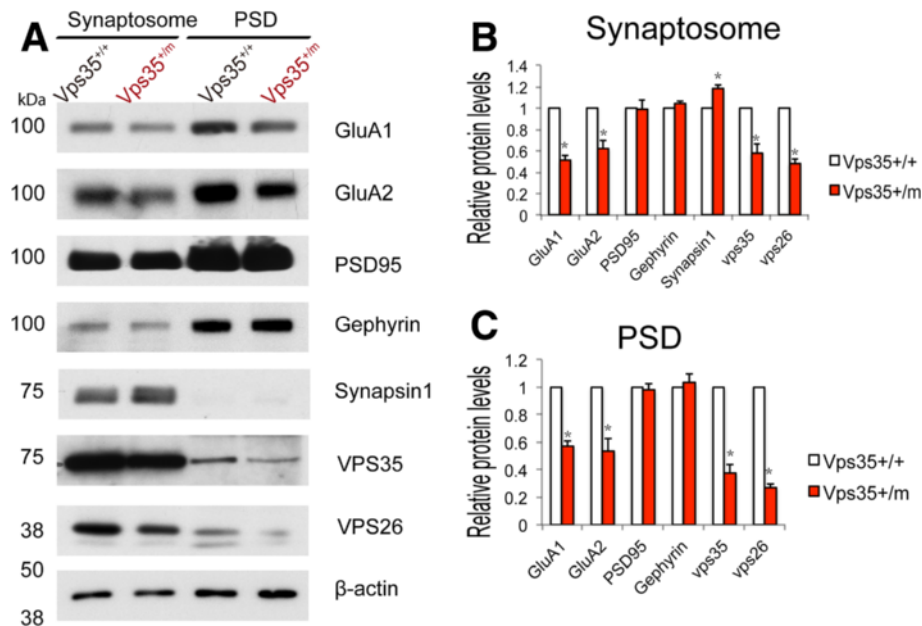 A
Synaptosome PSD
Vps35+/+ Vps35+/m Vps35+/+ Vps35+/m
kDa
100 GluA1
100 GluA2
100 PSD95
100 Gephyrin
75 Synapsin1
75 VPS35
38 VPS26
50
β-actin
38
B Synaptosome
Relative protein levels
1.4
1.2
1
0.8
0.6
0.4
0.2
0
* * * * *
GluA1 GluA2 PSD95 Gephyrin Synapsin1 vps35 vps26
Vps35+/+
Vps35+/m
C PSD
Relative protein levels
1.2
1
0.8
0.6
0.4
0.2
0
* * * *
GluA1 GluA2 PSD95 Gephyrin vps35 vps26
Vps35+/+
Vps35+/m